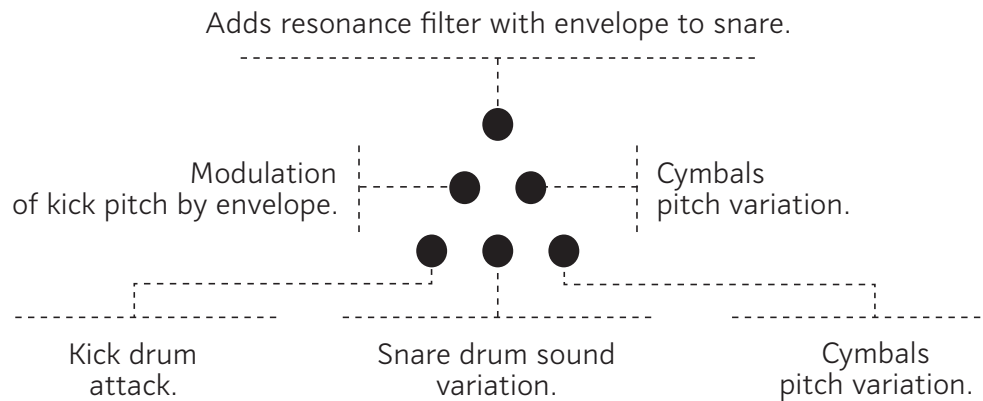 Adds resonance filter with envelope to snare.
Modulation
of kick pitch by envelope.
Cymbals
pitch variation.
Kick drum
attack.
Snare drum sound
variation.
Cymbals
pitch variation.